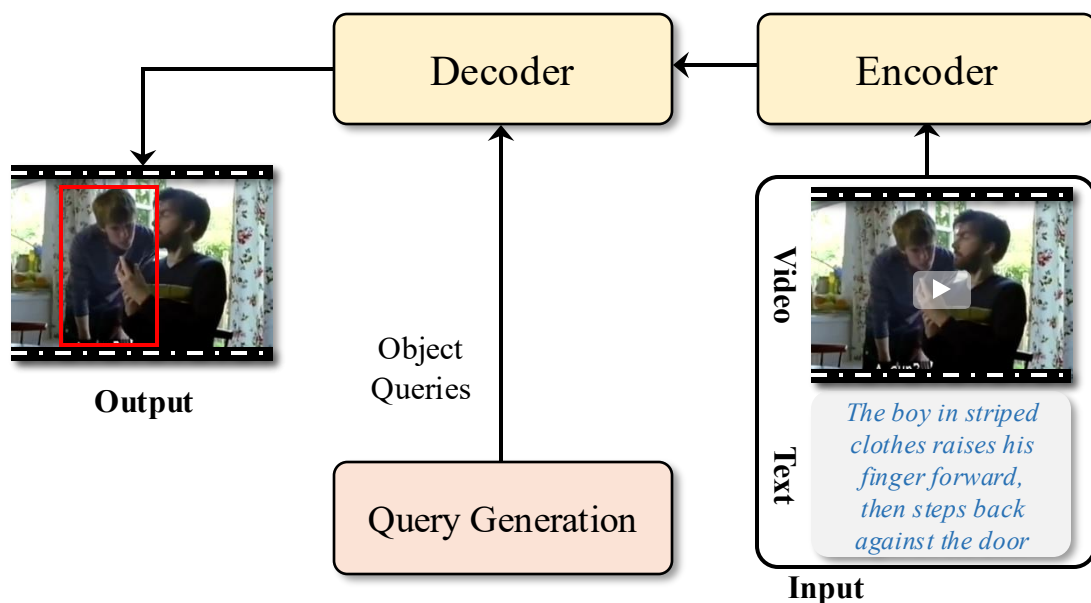 Decoder
Encoder
Video
Object
Queries
Output
Text
The boy in striped
clothes raises his
finger forward,
then steps back
against the door
Query Generation
Input